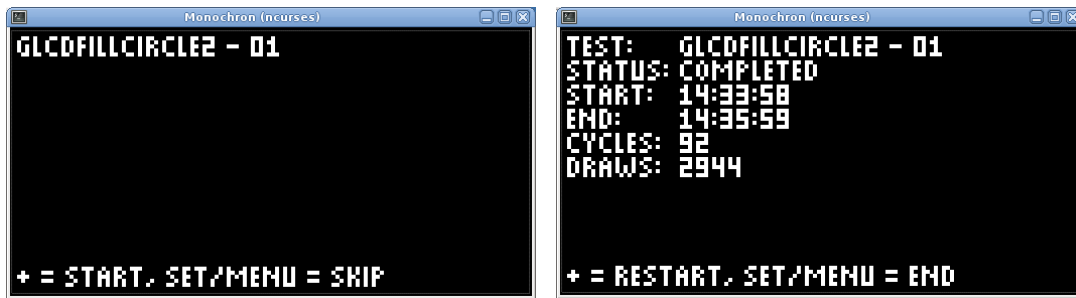 Monochron (ncurses)
GLCDFILLCIRCLE2 - 01
+ = START, SET/MENU = SKIP
Monochron (ncurses)
TEST: GLCDFILLCIRCLE2 - 01
STATUS: COMPLETED
START: 14:33:58
END: 14:35:59
CYCLES: 92
DRAWS: 2944
+ = RESTART, SET/MENU = END